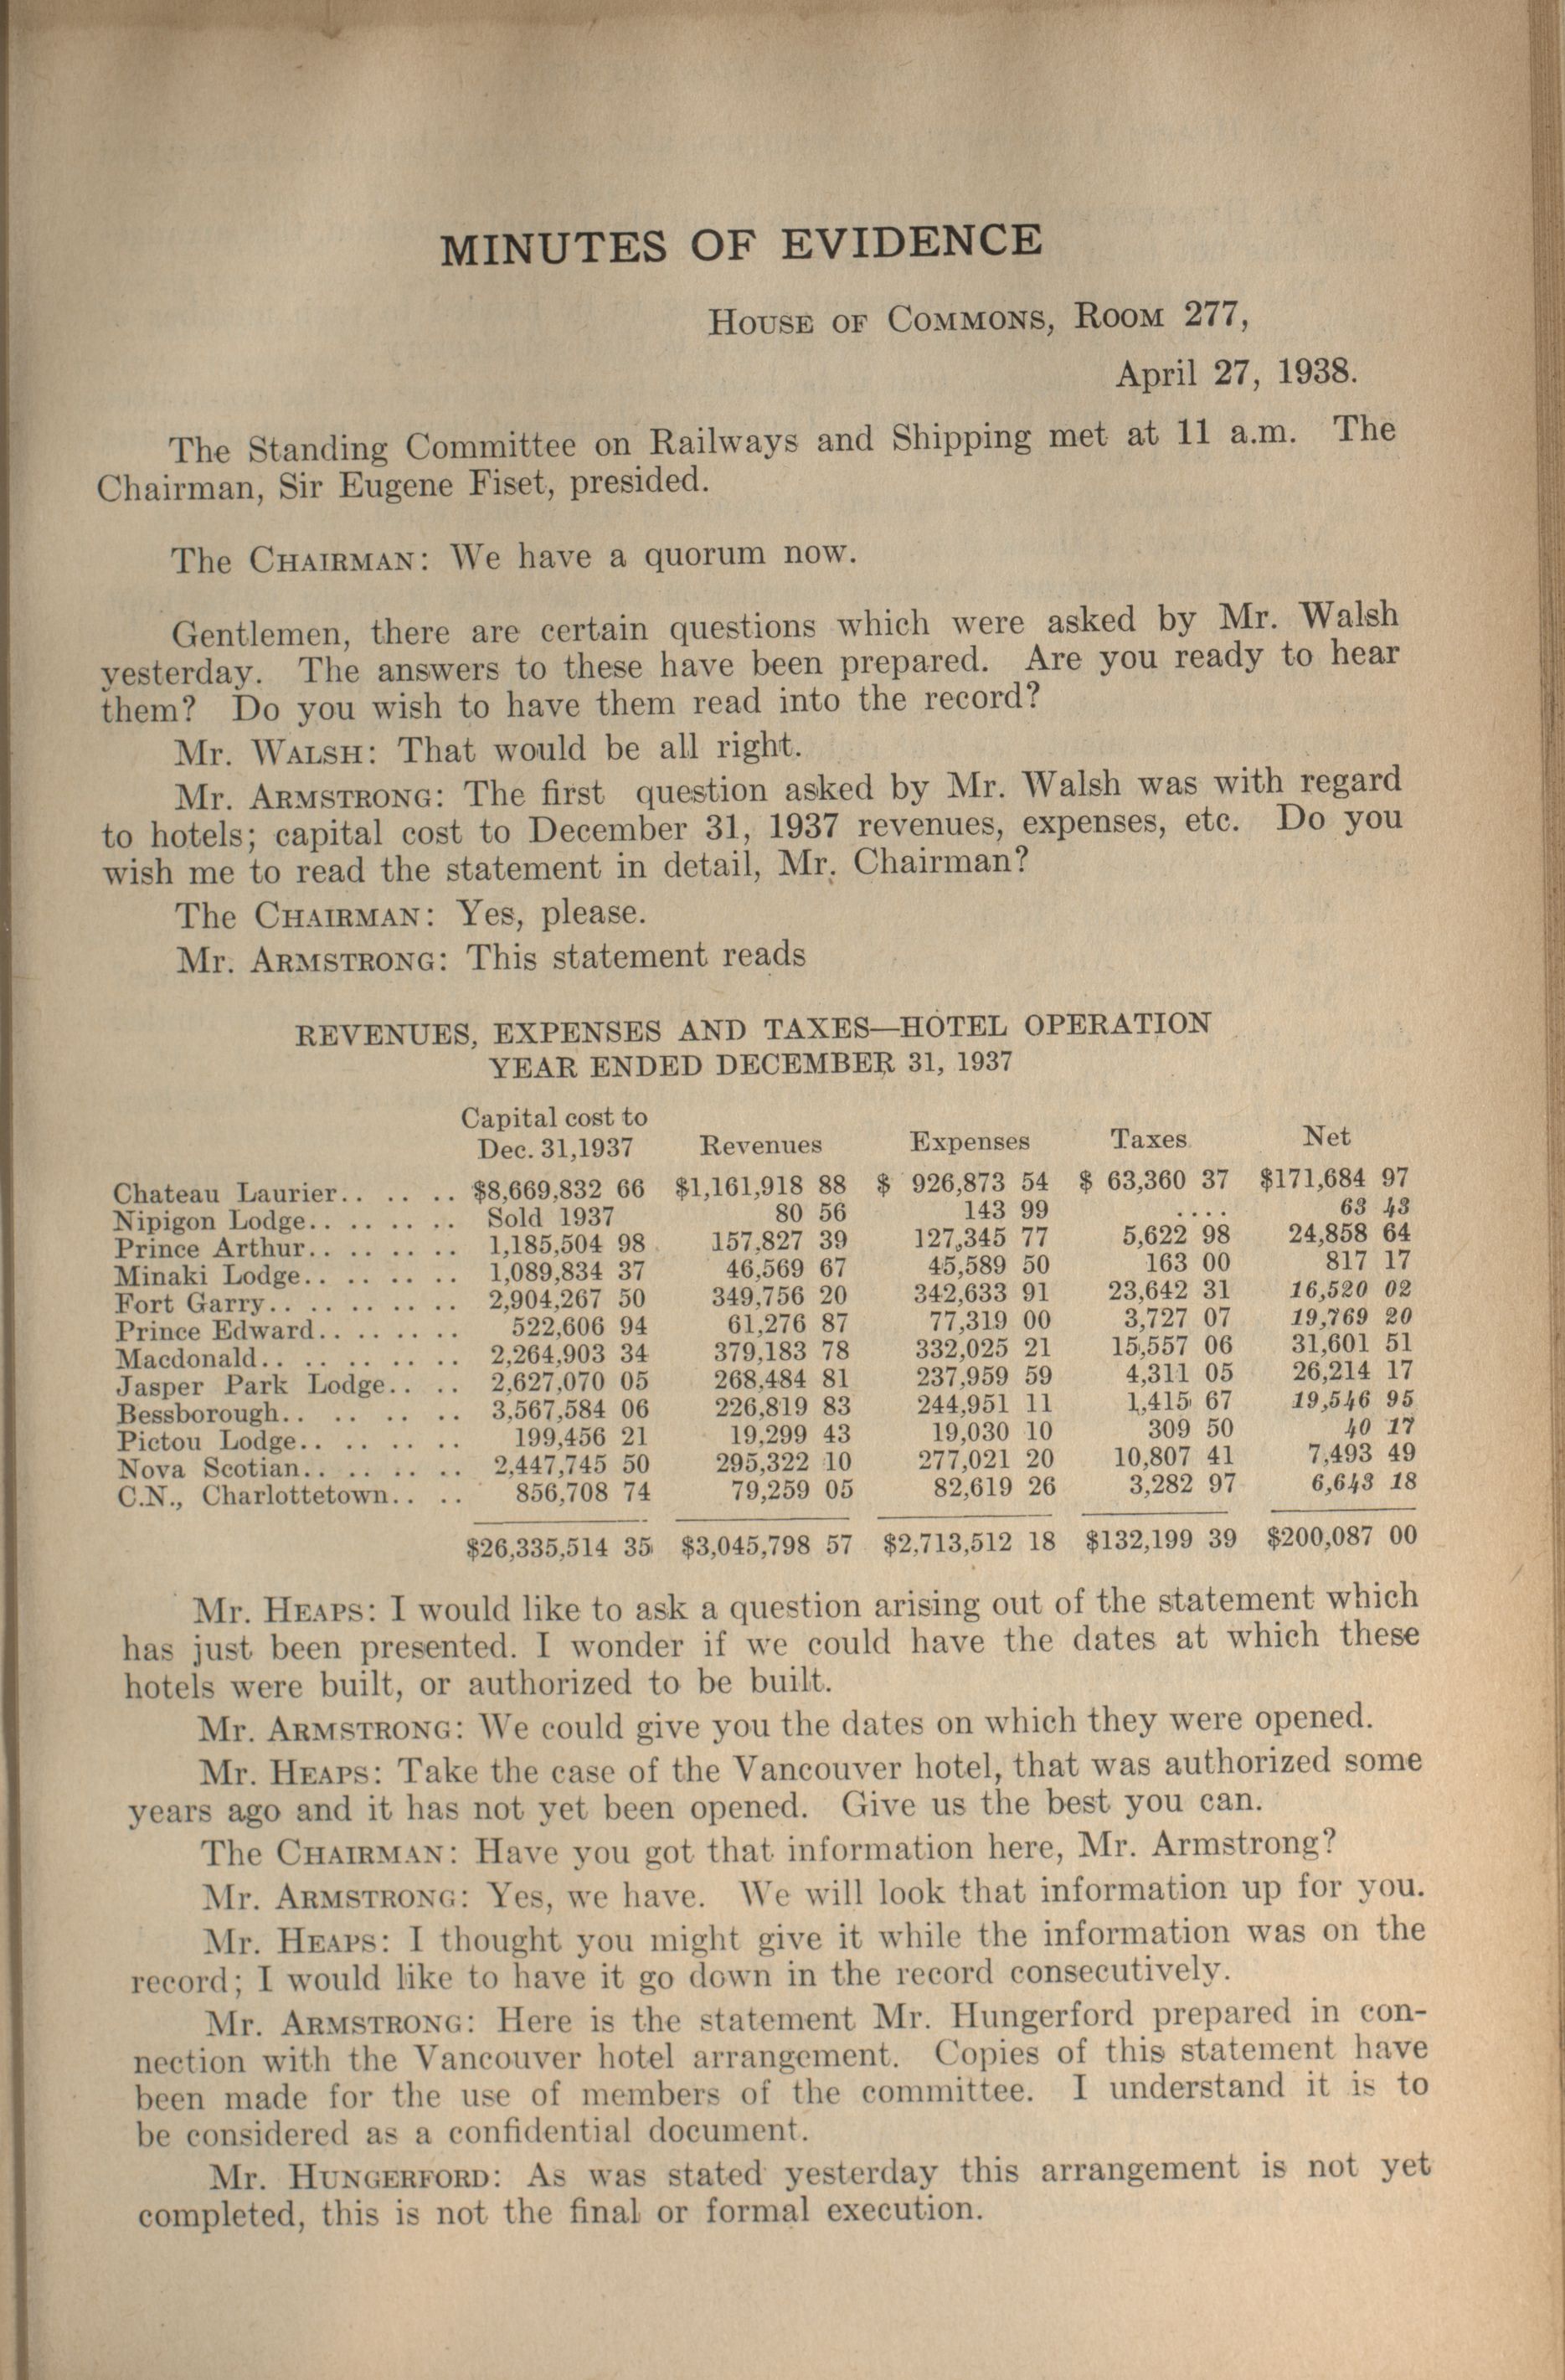 MINUTES OF EVIDENCE
House of Commons, Room 277,
April 27, 1938.
The Standing Committee on Railways and Shipping met at 11 a.m. The
Chairman, Sir Eugene Fiset, presided.
The Chairman: We have a quorum now.
Gentlemen, there are certain questions which were asked by Mr. Walsh
yesterday. The answers to these have been prepared. Are you ready to hear
them? Do you wish to have them read into the record?
Mr. Walsh: That would be all right.
Mr. Armstrong: The first question asked by Mr. Walsh was with regard
to hotels; capital cost to December 31, 1937 revenues, expenses, etc. Do you
wish me to read the statement in detail, Mr. Chairman?
The Chairman: Yes, please.
Mr. Armstrong: This statement reads
REVENUES, EXPENSES AND TAXES—HOTEL OPERATION
YEAR ENDED DECEMBER 31, 1937
Capital cost to
Dec. 31,1937 Revenues Expenses Taxes Net
Chateau Laurier.. .. .. $8,669,832 66 $1,161,918 88 $ 926,873 54 $ 63,360 37 $171,684 97
Nipigon Lodge.. .. .. .. Sold 1937 80 56 143 99 .... 63 43
Prince Arthur.. .. .. .. 1,185,504 98 157,827 39 127,345 77 5,622 98 24,858 64
Minaki Lodge.. .. .. .. 1,089,834 37 46,569 67 45,589 50 163 00 817 17
Fort Garry.. .. .. .. .. 2,904,267 50 349,756 20 342,633 91 23,642 31 16,520 02
Prince Edward.. .. .. .. 522,606 94 61,276 87 77,319 00 3,727 07 19,769 20
Macdonald.. .. .. .. .. 2,264,903 34 379,183 78 332,025 21 15,557 06 31,601 51
Jasper Park Lodge.. .. 2,627,070 05 268,484 81 237,959 59 4,311 05 26,214 17
Bessborough.. .. .. .. .. 3,567,584 06 226,819 83 244,951 11 1,415 67 19,546 95
Pictou Lodge.. .. .. .. 199,456 21 19,299 43 19,030 10 309 50 40 17
Nova Scotian.. .. .. .. 2,447,745 50 295,322 10 277,021 20 10,807 41 7,493 49
C.N., Charlottetown.. .. 856,708 74 79,259 05 82,619 26 3,282 97 6,643 18
$26,335,514 35 $3,045,798 57 $2,713,512 18 $132,199 39 $200,087 00
Mr. Heaps: I would like to ask a question arising out of the statement which
has just been presented. I wonder if we could have the dates at which these
hotels were built, or authorized to be built.
Mr. Armstrong: We could give you the dates on which they were opened.
Mr. Heaps: Take the case of the Vancouver hotel, that was authorized some
years ago and it has not yet been opened. Give us the best you can.
The Chairman: Have you got that information here, Mr. Armstrong?
Mr. Armstrong: Yes, we have. We will look that information up for you.
Mr. Heaps: I thought you might give it while the information was on the
record; I would like to have it go down in the record consecutively.
Mr. Armstrong: Here is the statement Mr. Hungerford prepared in con-
nection with the Vancouver hotel arrangement. Copies of this statement have
been made for the use of members of the committee. I understand it is to
be considered as a confidential document.
Mr. Hungerford: As was stated yesterday this arrangement is not yet
completed, this is not the final or formal execution.